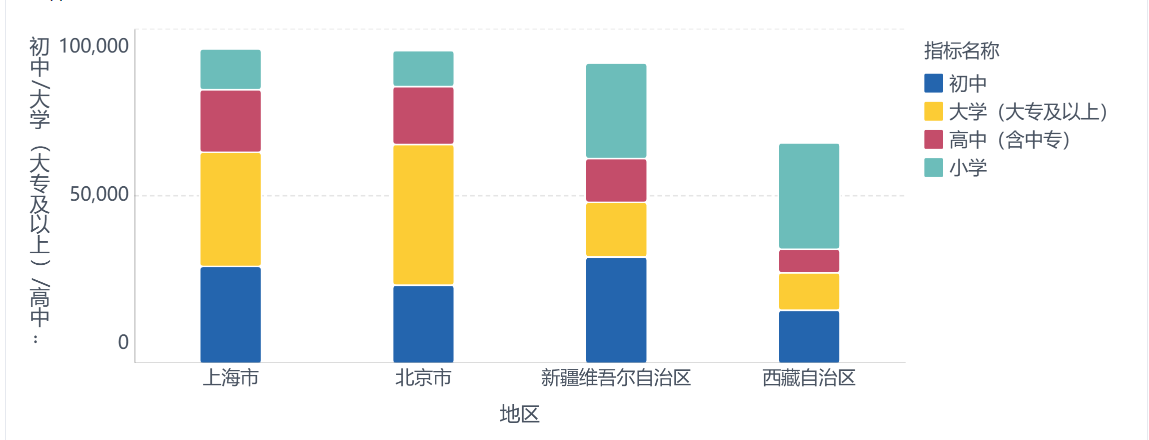 初中/大学（大专及以上）/高中..
100,000
50,000
0
上海市
北京市
新疆维吾尔自治区
西藏自治区
地区
指标名称
初中
大学（大专及以上）
高中（含中专）
小学